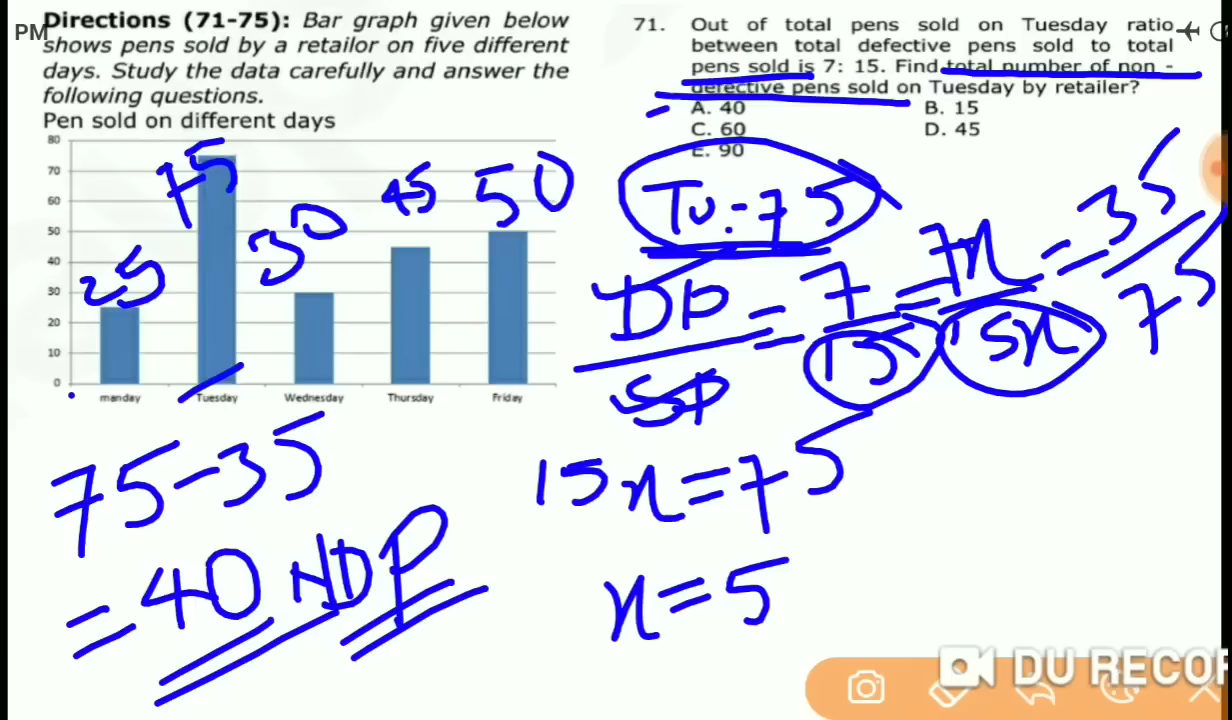 PM
Directions (71-75): Bar graph given below
shows pens sold by a retailor on five different
days. Study the data carefully and answer the
following questions.
Pen sold on different days
80
70
60
50
40
30
20
10
0
manday Tuesday Wednesday Thursday Friday
25 75 30 45 50
71. Out of total pens sold on Tuesday ratio
between total defective pens sold to total
pens sold is 7: 15. Find total number of non -
defective pens sold on Tuesday by retailer?
A. 40 B. 15
C. 60 D. 45
E. 90
Tu = 75
DP/SP = 7/15 = 7x/15x = 35/75
15x = 75
x = 5
75-35
= 40 NDP
DU RECOR